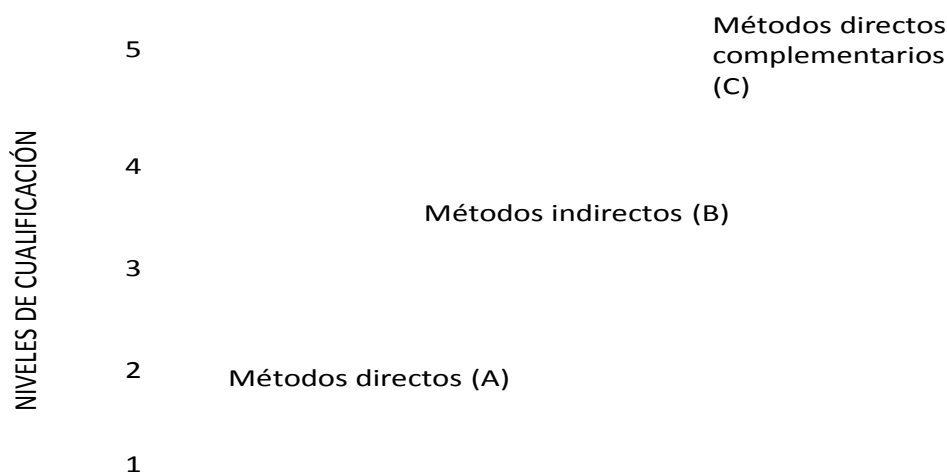 Métodos directos
complementarios
(C)
5
4
Métodos indirectos (B)
3
2
Métodos directos (A)
1
NIVELES DE CUALIFICACIÓN